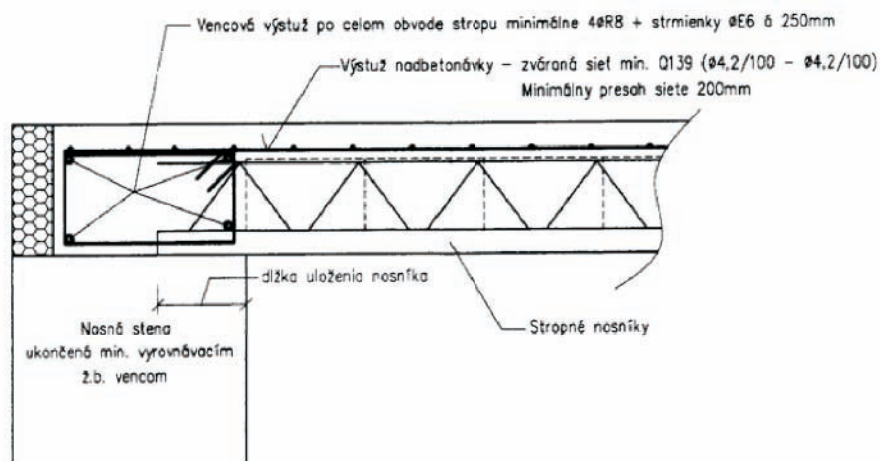 Vencová výstuž po celom obvode stropu minimálne 4øR8 + strmienky øE6 á 250mm
Výstuž nadbetonávky – zváraná sieť min. Q139 (ø4,2/100 – ø4,2/100)
Minimálny presah siete 200mm
dĺžka uloženia nosníka
Nosná stena
ukončená min. vyrovnávacím
ž.b. vencom
Stropné nosníky